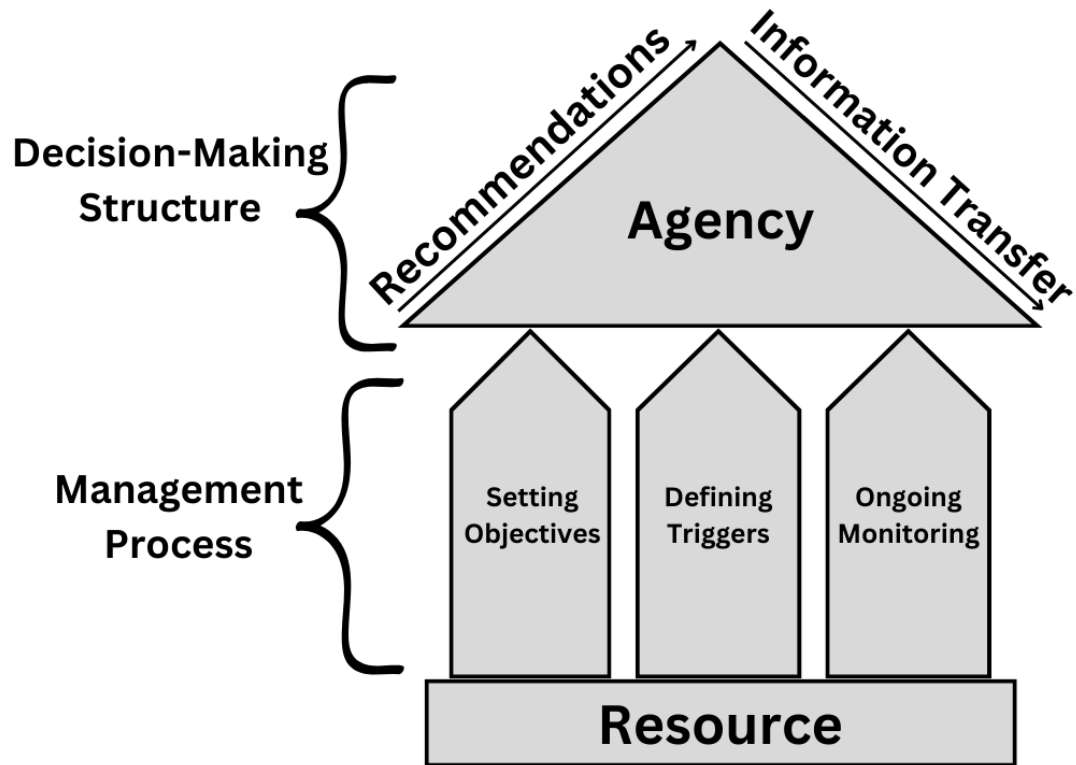 Recommendations
Information Transfer
Decision-Making
Structure
Agency
Management
Process
Setting
Objectives
Defining
Triggers
Ongoing
Monitoring
Resource